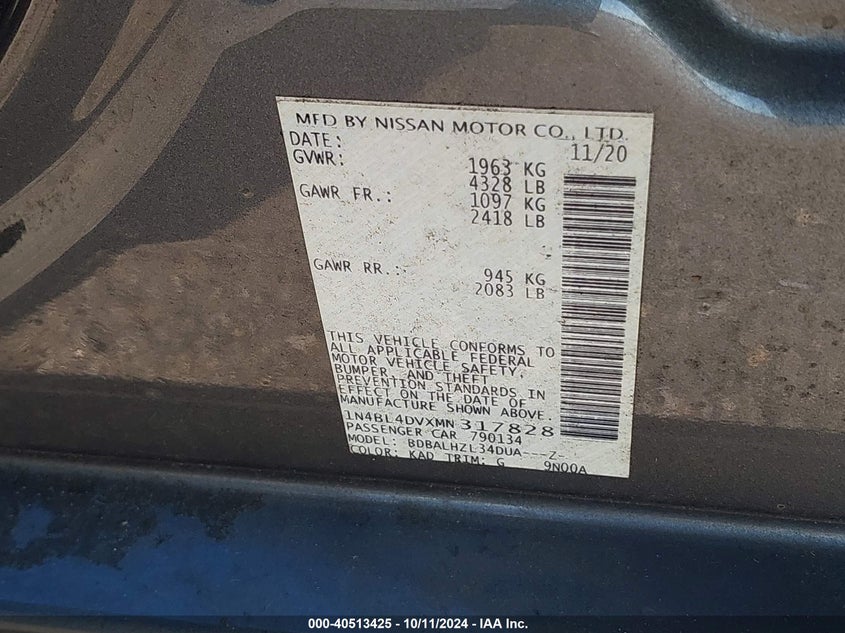 MFD BY NISSAN MOTOR CO., LTD.
DATE: 11/20
GVWR: 1963 KG
4328 LB
GAWR FR.: 1097 KG
2418 LB
GAWR RR.: 945 KG
2083 LB
THIS VEHICLE CONFORMS TO
ALL APPLICABLE FEDERAL
MOTOR VEHICLE SAFETY,
BUMPER, AND THEFT
PREVENTION STANDARDS IN
EFFECT ON THE DATE OF
MANUFACTURE SHOWN ABOVE.
1N4BL4DVXMN317828
PASSENGER CAR 790134
MODEL: BDBALHZL34DUA---Z-
COLOR: KAD TRIM: G 9N00A
000-40513425 - 10/11/2024 - IAA Inc.